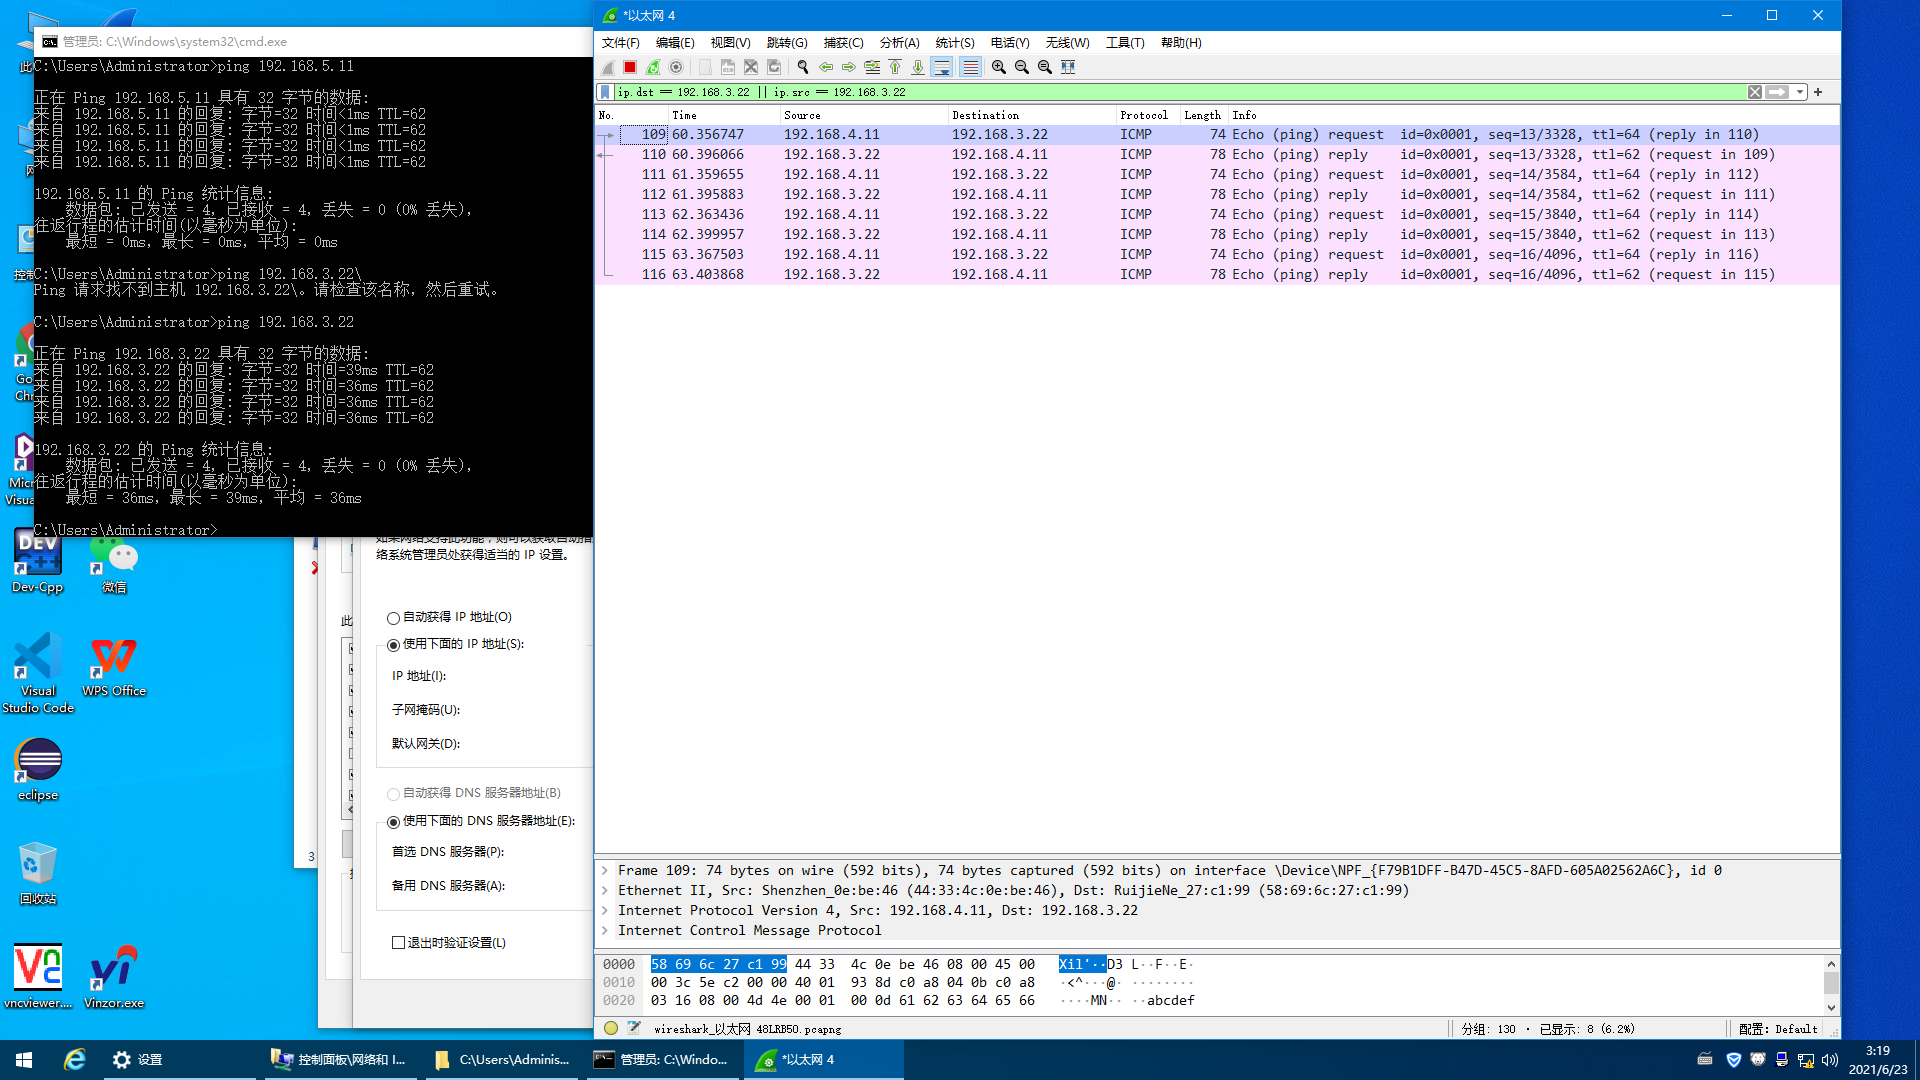 管理员: C:\Windows\system32\cmd.exe
C:\Users\Administrator>ping 192.168.5.11
正在 Ping 192.168.5.11 具有 32 字节的数据:
来自 192.168.5.11 的回复: 字节=32 时间<1ms TTL=62
来自 192.168.5.11 的回复: 字节=32 时间<1ms TTL=62
来自 192.168.5.11 的回复: 字节=32 时间<1ms TTL=62
来自 192.168.5.11 的回复: 字节=32 时间<1ms TTL=62
192.168.5.11 的 Ping 统计信息:
数据包: 已发送 = 4, 已接收 = 4, 丢失 = 0 (0% 丢失),
往返行程的估计时间(以毫秒为单位):
最短 = 0ms, 最长 = 0ms, 平均 = 0ms
C:\Users\Administrator>ping 192.168.3.22\
Ping 请求找不到主机 192.168.3.22\。请检查该名称, 然后重试。
C:\Users\Administrator>ping 192.168.3.22
正在 Ping 192.168.3.22 具有 32 字节的数据:
来自 192.168.3.22 的回复: 字节=32 时间=39ms TTL=62
来自 192.168.3.22 的回复: 字节=32 时间=36ms TTL=62
来自 192.168.3.22 的回复: 字节=32 时间=36ms TTL=62
来自 192.168.3.22 的回复: 字节=32 时间=36ms TTL=62
192.168.3.22 的 Ping 统计信息:
数据包: 已发送 = 4, 已接收 = 4, 丢失 = 0 (0% 丢失),
往返行程的估计时间(以毫秒为单位):
最短 = 36ms, 最长 = 39ms, 平均 = 36ms
C:\Users\Administrator>
此
控制
Go
Chr
Micr
Visua
Dev-Cpp
微信
Visual
Studio Code
WPS Office
eclipse
回收站
vncviewer....
Vinzor.exe
3
此
如果网络支持此功能，则可以获取自动指
络系统管理员处获得适当的 IP 设置。
自动获得 IP 地址(O)
使用下面的 IP 地址(S):
IP 地址(I):
子网掩码(U):
默认网关(D):
自动获得 DNS 服务器地址(B)
使用下面的 DNS 服务器地址(E):
首选 DNS 服务器(P):
备用 DNS 服务器(A):
退出时验证设置(L)
*以太网 4
文件(F) 编辑(E) 视图(V) 跳转(G) 捕获(C) 分析(A) 统计(S) 电话(Y) 无线(W) 工具(T) 帮助(H)
ip.dst == 192.168.3.22 || ip.src == 192.168.3.22
No. Time Source Destination Protocol Length Info
109 60.356747 192.168.4.11 192.168.3.22 ICMP 74 Echo (ping) request id=0x0001, seq=13/3328, ttl=64 (reply in 110)
110 60.396066 192.168.3.22 192.168.4.11 ICMP 78 Echo (ping) reply id=0x0001, seq=13/3328, ttl=62 (request in 109)
111 61.359655 192.168.4.11 192.168.3.22 ICMP 74 Echo (ping) request id=0x0001, seq=14/3584, ttl=64 (reply in 112)
112 61.395883 192.168.3.22 192.168.4.11 ICMP 78 Echo (ping) reply id=0x0001, seq=14/3584, ttl=62 (request in 111)
113 62.363436 192.168.4.11 192.168.3.22 ICMP 74 Echo (ping) request id=0x0001, seq=15/3840, ttl=64 (reply in 114)
114 62.399957 192.168.3.22 192.168.4.11 ICMP 78 Echo (ping) reply id=0x0001, seq=15/3840, ttl=62 (request in 113)
115 63.367503 192.168.4.11 192.168.3.22 ICMP 74 Echo (ping) request id=0x0001, seq=16/4096, ttl=64 (reply in 116)
116 63.403868 192.168.3.22 192.168.4.11 ICMP 78 Echo (ping) reply id=0x0001, seq=16/4096, ttl=62 (request in 115)
Frame 109: 74 bytes on wire (592 bits), 74 bytes captured (592 bits) on interface \Device\NPF_{F79B1DFF-B47D-45C5-8AFD-605A02562A6C}, id 0
Ethernet II, Src: Shenzhen_0e:be:46 (44:33:4c:0e:be:46), Dst: RuijieNe_27:c1:99 (58:69:6c:27:c1:99)
Internet Protocol Version 4, Src: 192.168.4.11, Dst: 192.168.3.22
Internet Control Message Protocol
0000 58 69 6c 27 c1 99 44 33 4c 0e be 46 08 00 45 00 Xil'··D3 L··F··E·
0010 00 3c 5e c2 00 00 40 01 93 8d c0 a8 04 0b c0 a8 ·<^···@· ········
0020 03 16 08 00 4d 4e 00 01 00 0d 61 62 63 64 65 66 ····MN·· ··abcdef
wireshark_以太网 48LRB50.pcapng
分组: 130 · 已显示: 8 (6.2%)
配置: Default
设置
控制面板\网络和 I...
C:\Users\Adminis...
管理员: C:\Windo...
*以太网 4
3:19
2021/6/23